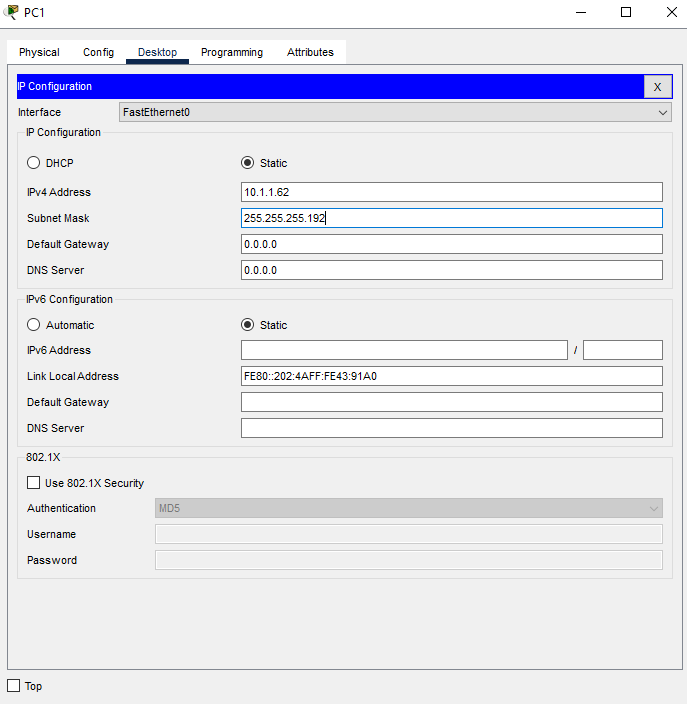 PC1
Physical Config Desktop Programming Attributes
IP Configuration X
Interface FastEthernet0
IP Configuration
DHCP Static
IPv4 Address 10.1.1.62
Subnet Mask 255.255.255.192
Default Gateway 0.0.0.0
DNS Server 0.0.0.0
IPv6 Configuration
Automatic Static
IPv6 Address /
Link Local Address FE80::202:4AFF:FE43:91A0
Default Gateway
DNS Server
802.1X
Use 802.1X Security
Authentication MD5
Username
Password
Top